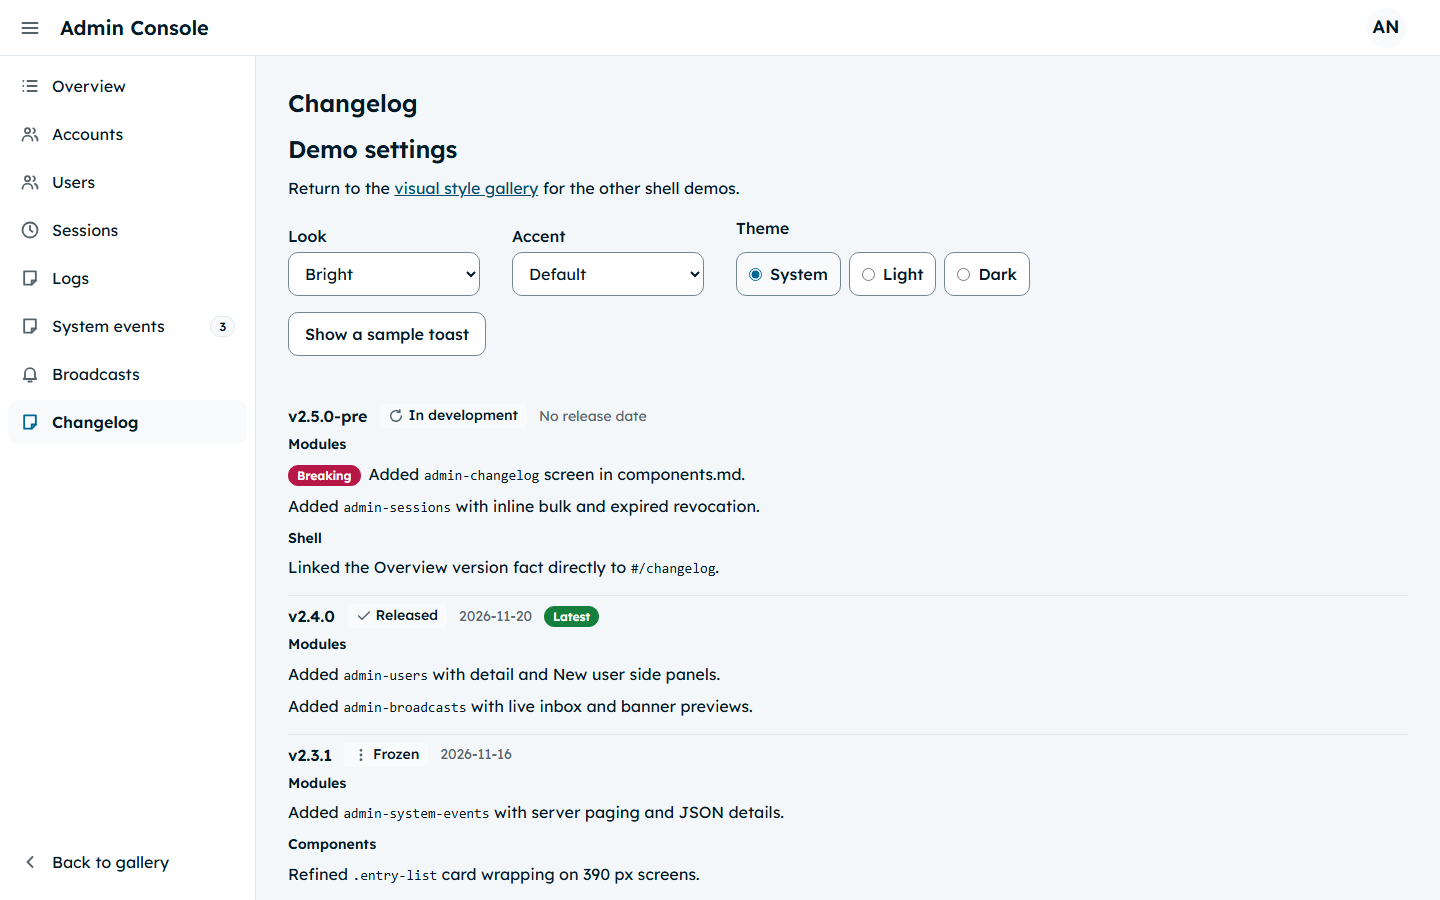 Admin Console
AN
Overview
Accounts
Users
Sessions
Logs
System events 3
Broadcasts
Changelog
Back to gallery
Changelog
Demo settings
Return to the visual style gallery for the other shell demos.
Look
Bright
Accent
Default
Theme
System
Light
Dark
Show a sample toast
v2.5.0-pre In development No release date
Modules
Breaking Added admin-changelog screen in components.md.
Added admin-sessions with inline bulk and expired revocation.
Shell
Linked the Overview version fact directly to #/changelog.
v2.4.0 Released 2026-11-20 Latest
Modules
Added admin-users with detail and New user side panels.
Added admin-broadcasts with live inbox and banner previews.
v2.3.1 Frozen 2026-11-16
Modules
Added admin-system-events with server paging and JSON details.
Components
Refined .entry-list card wrapping on 390 px screens.